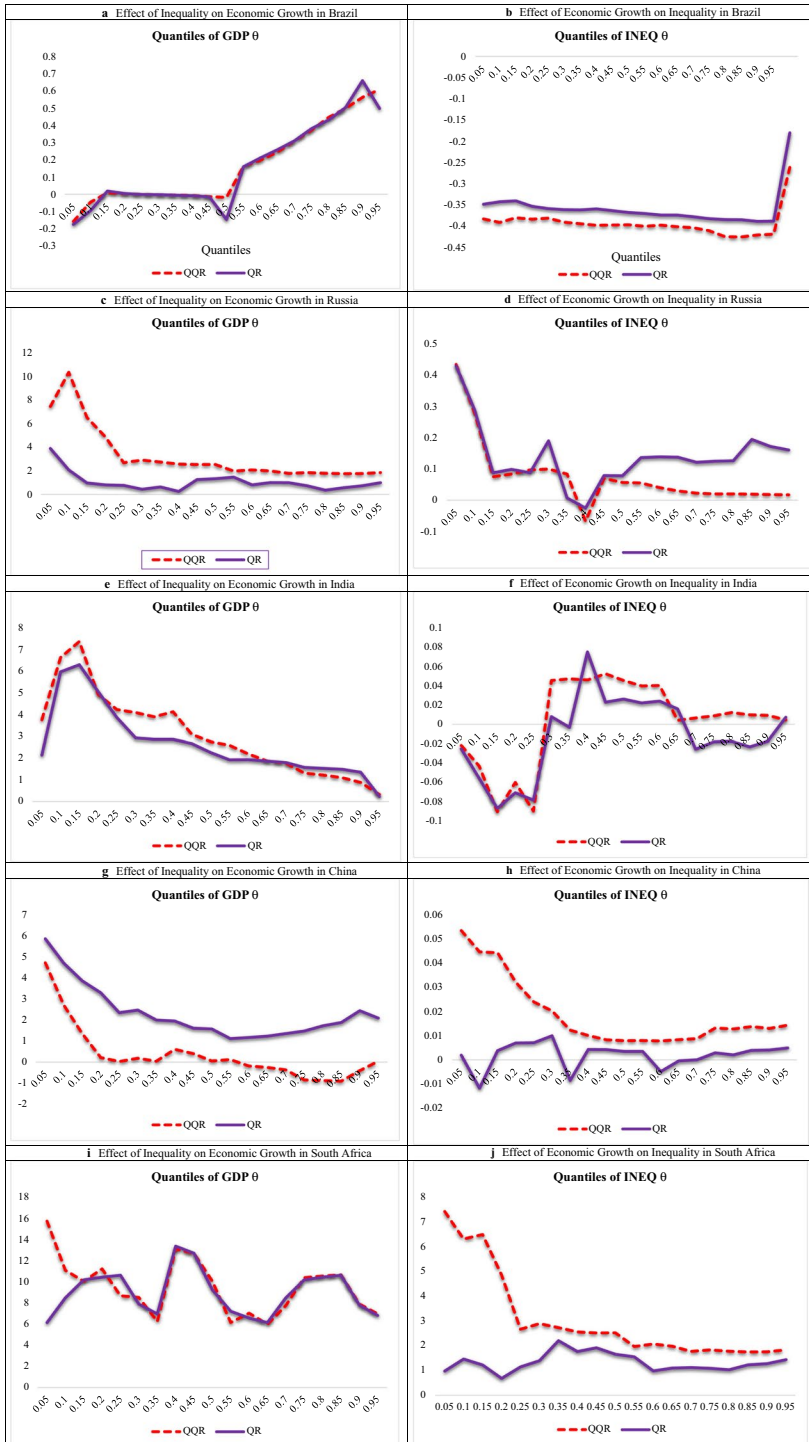 a Effect of Inequality on Economic Growth in Brazil
Quantiles of GDP θ
0.8
0.7
0.6
0.5
0.4
0.3
0.2
0.1
0
-0.1
-0.2
-0.3
0.05 0.1 0.15 0.2 0.25 0.3 0.35 0.4 0.45 0.5 0.55 0.6 0.65 0.7 0.75 0.8 0.85 0.9 0.95
Quantiles
QQR QR
b Effect of Economic Growth on Inequality in Brazil
Quantiles of INEQ θ
0
-0.05
-0.1
-0.15
-0.2
-0.25
-0.3
-0.35
-0.4
-0.45
0.05 0.1 0.15 0.2 0.25 0.3 0.35 0.4 0.45 0.5 0.55 0.6 0.65 0.7 0.75 0.8 0.85 0.9 0.95
Quantiles
QQR QR
c Effect of Inequality on Economic Growth in Russia
Quantiles of GDP θ
12
10
8
6
4
2
0
0.05 0.1 0.15 0.2 0.25 0.3 0.35 0.4 0.45 0.5 0.55 0.6 0.65 0.7 0.75 0.8 0.85 0.9 0.95
QQR QR
d Effect of Economic Growth on Inequality in Russia
Quantiles of INEQ θ
0.5
0.4
0.3
0.2
0.1
0
-0.1
0.05 0.1 0.15 0.2 0.25 0.3 0.35 0.4 0.45 0.5 0.55 0.6 0.65 0.7 0.75 0.8 0.85 0.9 0.95
QQR QR
e Effect of Inequality on Economic Growth in India
Quantiles of GDP θ
8
7
6
5
4
3
2
1
0
0.05 0.1 0.15 0.2 0.25 0.3 0.35 0.4 0.45 0.5 0.55 0.6 0.65 0.7 0.75 0.8 0.85 0.9 0.95
QQR QR
f Effect of Economic Growth on Inequality in India
Quantiles of INEQ θ
0.1
0.08
0.06
0.04
0.02
0
-0.02
-0.04
-0.06
-0.08
-0.1
0.05 0.1 0.15 0.2 0.25 0.3 0.35 0.4 0.45 0.5 0.55 0.6 0.65 0.7 0.75 0.8 0.85 0.9 0.95
QQR QR
g Effect of Inequality on Economic Growth in China
Quantiles of GDP θ
7
6
5
4
3
2
1
0
-1
-2
0.05 0.1 0.15 0.2 0.25 0.3 0.35 0.4 0.45 0.5 0.55 0.6 0.65 0.7 0.75 0.8 0.85 0.9 0.95
QQR QR
h Effect of Economic Growth on Inequality in China
Quantiles of INEQ θ
0.06
0.05
0.04
0.03
0.02
0.01
0
-0.01
-0.02
0.05 0.1 0.15 0.2 0.25 0.3 0.35 0.4 0.45 0.5 0.55 0.6 0.65 0.7 0.75 0.8 0.85 0.9 0.95
QQR QR
i Effect of Inequality on Economic Growth in South Africa
Quantiles of GDP θ
18
16
14
12
10
8
6
4
2
0
0.05 0.1 0.15 0.2 0.25 0.3 0.35 0.4 0.45 0.5 0.55 0.6 0.65 0.7 0.75 0.8 0.85 0.9 0.95
QQR QR
j Effect of Economic Growth on Inequality in South Africa
Quantiles of INEQ θ
8
7
6
5
4
3
2
1
0
0.05 0.1 0.15 0.2 0.25 0.3 0.35 0.4 0.45 0.5 0.55 0.6 0.65 0.7 0.75 0.8 0.85 0.9 0.95
QQR QR